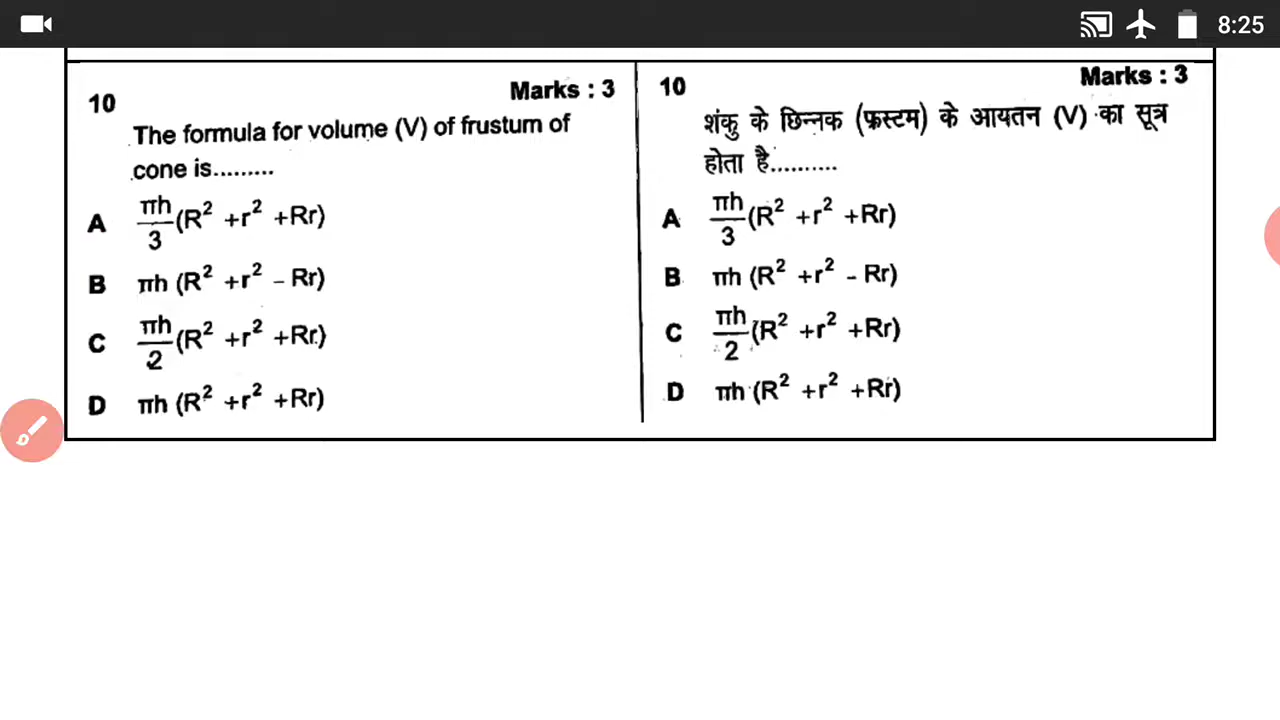 8:25
10
Marks : 3
The formula for volume (V) of frustum of
cone is.........
A πh/3 (R² +r² +Rr)
B πh (R² +r² - Rr)
C πh/2 (R² +r² +Rr)
D πh (R² +r² +Rr)
10
Marks : 3
शंकु के छिन्नक (फ्रस्टम) के आयतन (V) का सूत्र
होता है..........
A πh/3 (R² +r² +Rr)
B πh (R² +r² - Rr)
C πh/2 (R² +r² +Rr)
D πh (R² +r² +Rr)